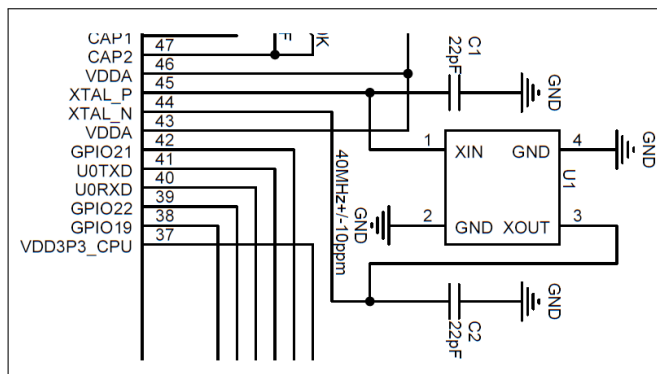 CAP1
47
F
0K
CAP2
46
VDDA
45
XTAL_P
44
XTAL_N
43
VDDA
42
GPIO21
41
U0TXD
40
U0RXD
39
GPIO22
38
GPIO19
37
VDD3P3_CPU
C1
22pF
GND
1
XIN
GND
4
GND
U1
40MHz+/-10ppm
GND
2
GND
XOUT
3
C2
22pF
GND